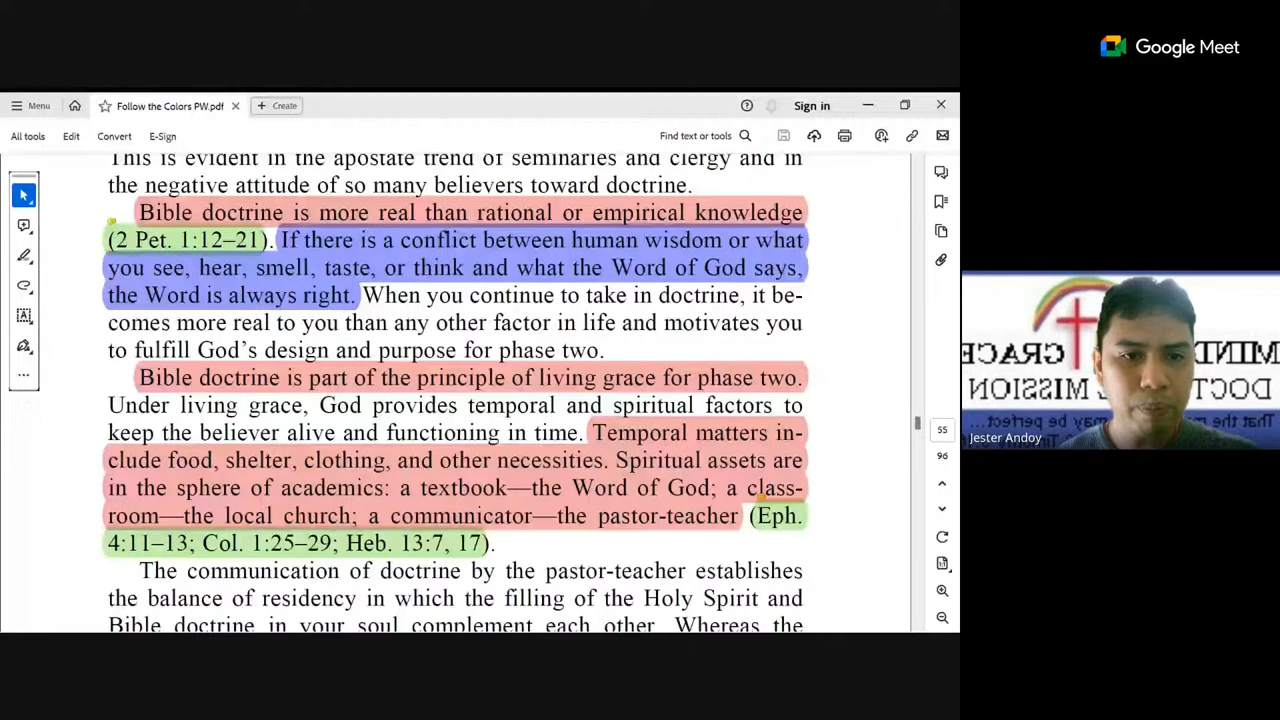 Google Meet
Menu
Follow the Colors PW.pdf
Create
Sign in
All tools
Edit
Convert
E-Sign
Find text or tools
This is evident in the apostate trend of seminaries and clergy and in
the negative attitude of so many believers toward doctrine.
Bible doctrine is more real than rational or empirical knowledge
(2 Pet. 1:12–21). If there is a conflict between human wisdom or what
you see, hear, smell, taste, or think and what the Word of God says,
the Word is always right. When you continue to take in doctrine, it be-
comes more real to you than any other factor in life and motivates you
to fulfill God’s design and purpose for phase two.
Bible doctrine is part of the principle of living grace for phase two.
Under living grace, God provides temporal and spiritual factors to
keep the believer alive and functioning in time. Temporal matters in-
clude food, shelter, clothing, and other necessities. Spiritual assets are
in the sphere of academics: a textbook—the Word of God; a class-
room—the local church; a communicator—the pastor-teacher (Eph.
4:11–13; Col. 1:25–29; Heb. 13:7, 17).
The communication of doctrine by the pastor-teacher establishes
the balance of residency in which the filling of the Holy Spirit and
Bible doctrine in your soul complement each other. Whereas the
55
96
MIND
GRACE
DOCT
E MISSION
That the
may be perfect
Jester Andoy